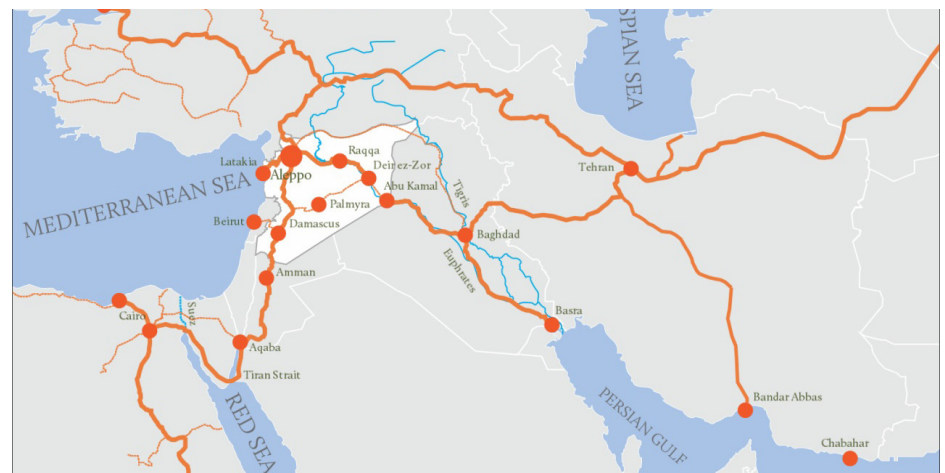 SPIAN SEA
Raqqa
Latakia
Aleppo
Deir ez-Zor
Tehran
Abu Kamal
Tigris
MEDITERRANEAN SEA
Palmyra
Beirut
Damascus
Baghdad
Euphrates
Amman
Suez
Cairo
Basra
Aqaba
Tiran Strait
RED SEA
PERSIAN GULF
Bandar Abbas
Chabahar